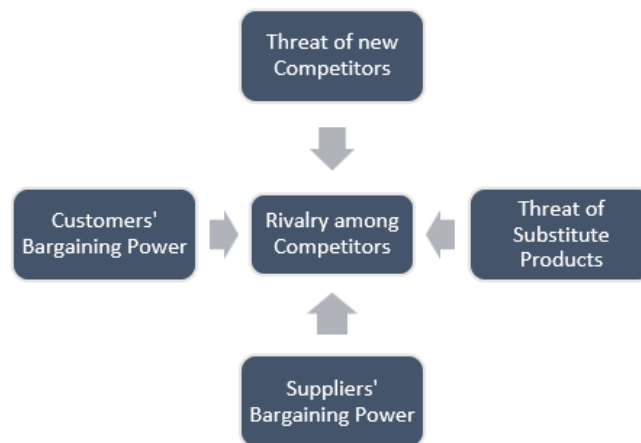 Threat of new
Competitors
Customers'
Bargaining Power
Rivalry among
Competitors
Threat of
Substitute
Products
Suppliers'
Bargaining Power